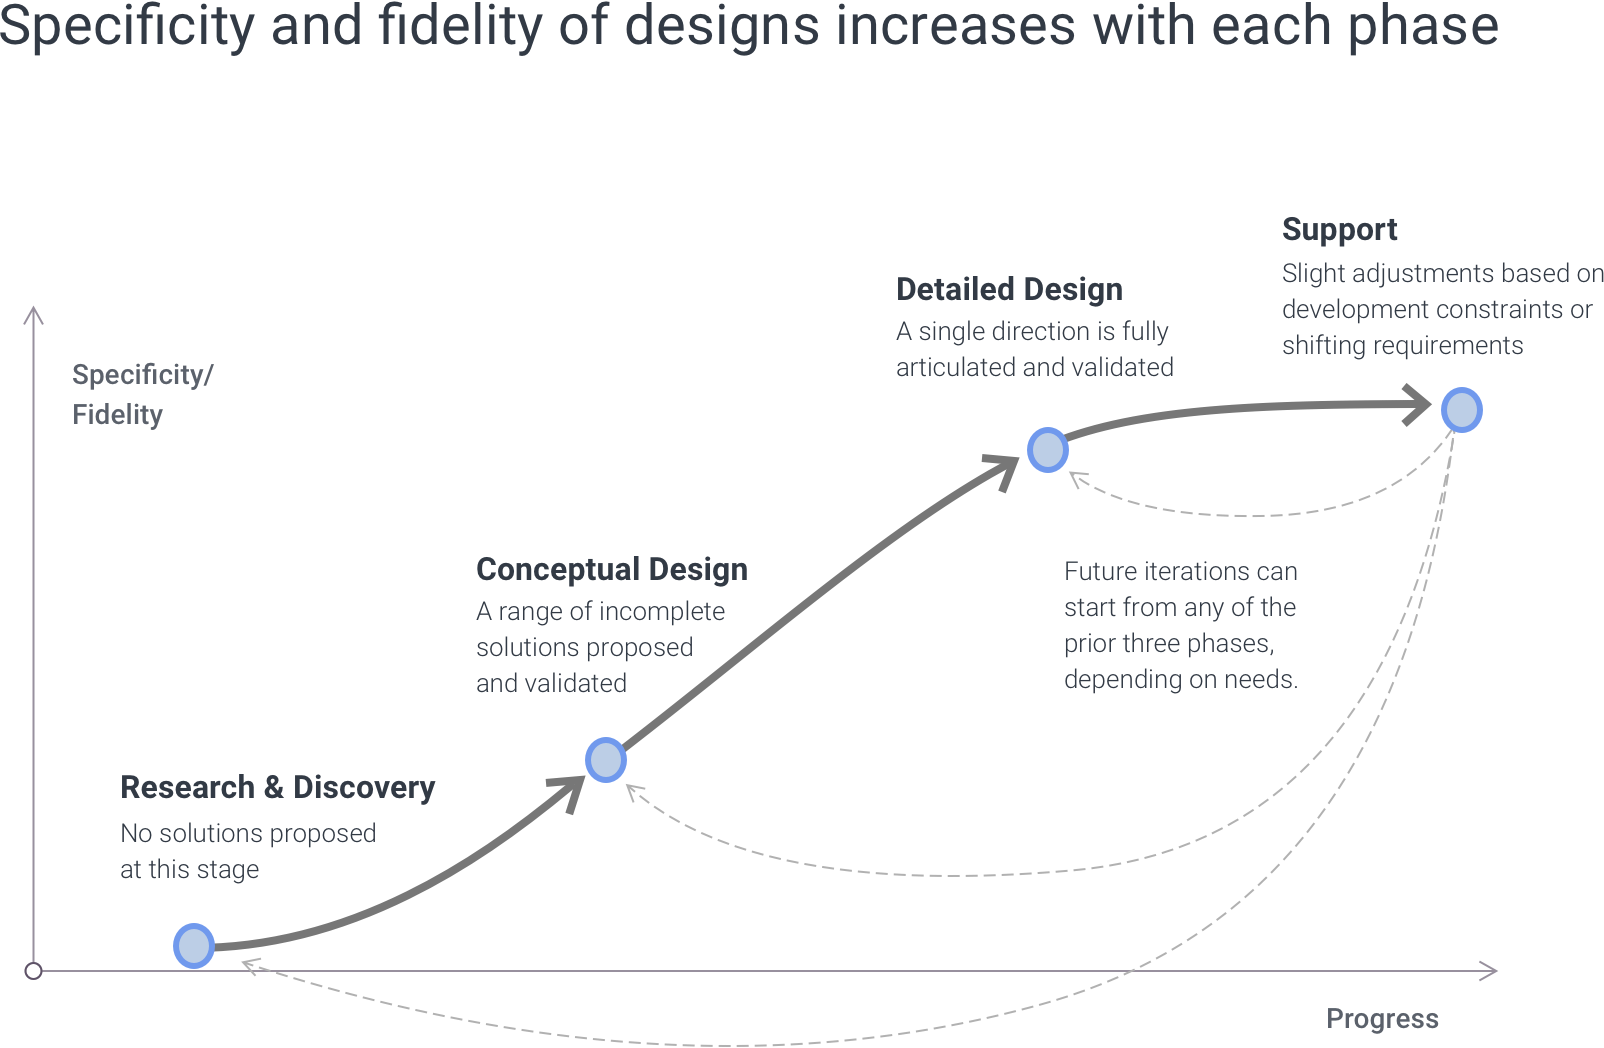 Specificity and fidelity of designs increases with each phase
Support
Slight adjustments based on
development constraints or
shifting requirements
Detailed Design
A single direction is fully
articulated and validated
Specificity/
Fidelity
Conceptual Design
A range of incomplete
solutions proposed
and validated
Future iterations can
start from any of the
prior three phases,
depending on needs.
Research & Discovery
No solutions proposed
at this stage
Progress